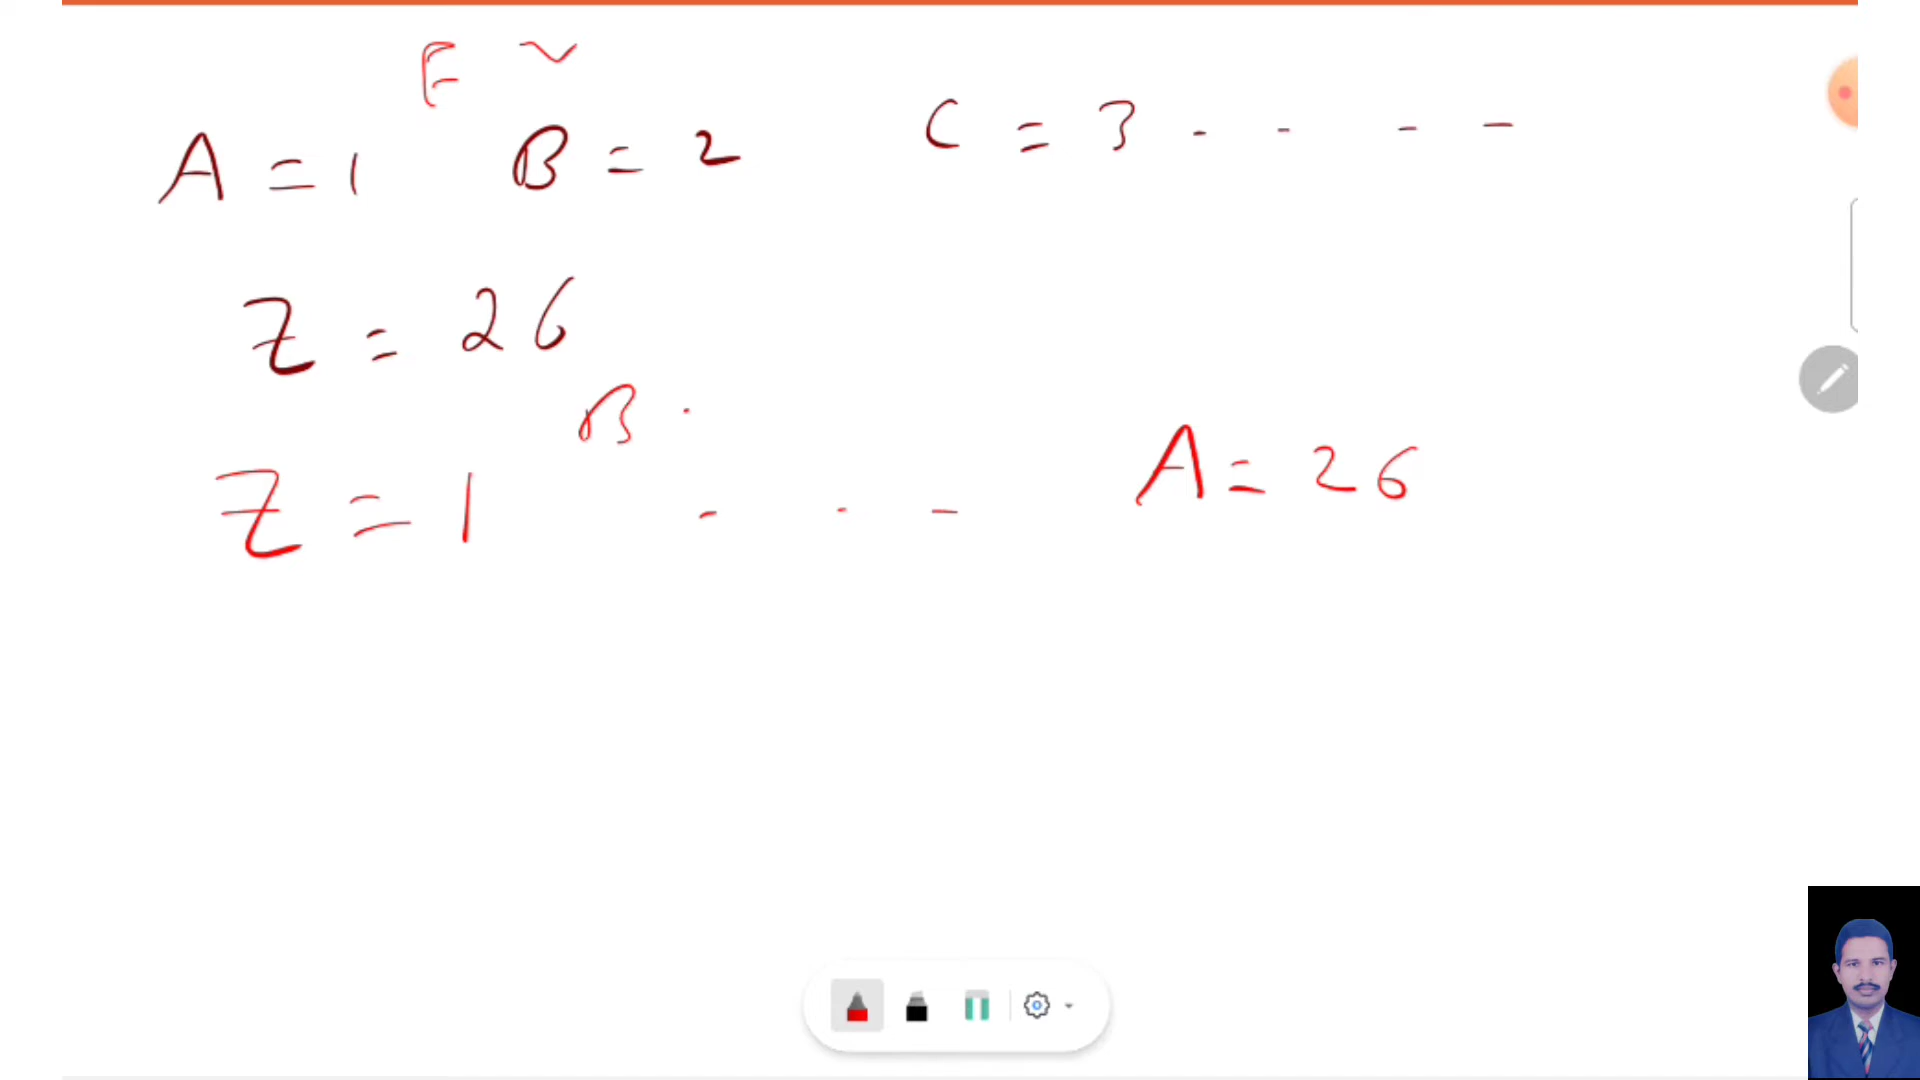 E
A = 1 B = 2 C = 3 - - - -
Z = 26
B .
Z = 1 - - - A = 26